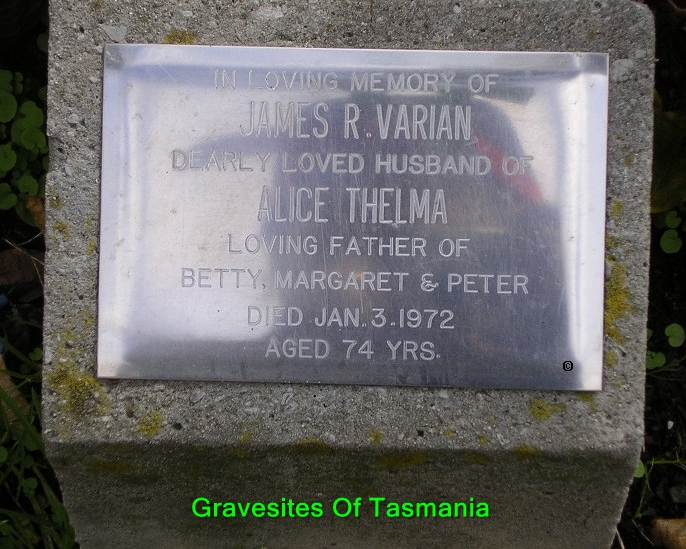 IN LOVING MEMORY OF
JAMES R. VARIAN
DEARLY LOVED HUSBAND OF
ALICE THELMA
LOVING FATHER OF
BETTY, MARGARET & PETER
DIED JAN. 3. 1972
AGED 74 YRS.
©
Gravesites Of Tasmania